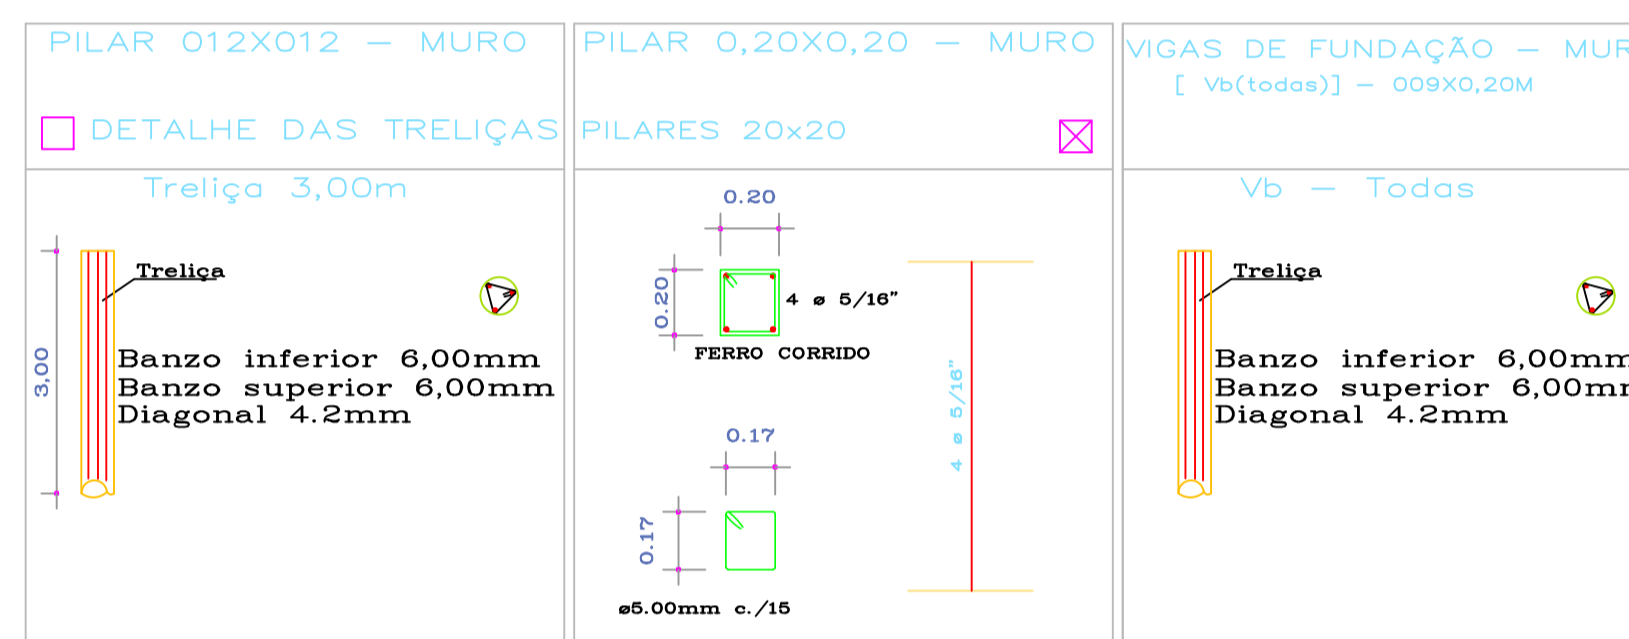 PILAR 012X012 – MURO
DETALHE DAS TRELIÇAS
Treliça 3,00m
Treliça
3,00
Banzo inferior 6,00mm
Banzo superior 6,00mm
Diagonal 4.2mm
PILAR 0,20X0,20 – MURO
PILARES 20x20
0.20
0.20
4 ø 5/16"
FERRO CORRIDO
4 ø 5/16"
0.17
0.17
ø5.00mm c./15
VIGAS DE FUNDAÇÃO – MUR
[ Vb(todas)] – 009X0,20M
Vb – Todas
Treliça
Banzo inferior 6,00mm
Banzo superior 6,00mm
Diagonal 4.2mm